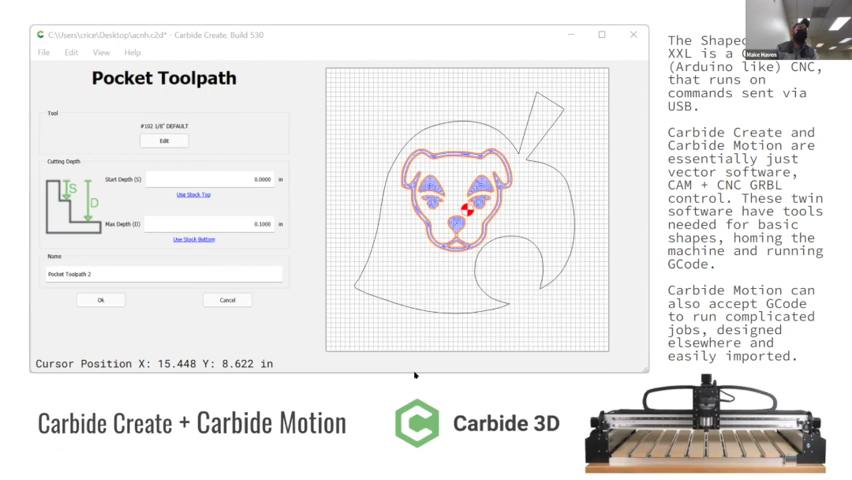 C:\Users\crice\Desktop\acnh.c2d* - Carbide Create, Build 530
File Edit View Help
Pocket Toolpath
Tool
#102 1/8" DEFAULT
Edit
Cutting Depth
S
D
Start Depth (S) 0.0000 in
Use Stock Top
Max Depth (D) 0.1000 in
Use Stock Bottom
Name
Pocket Toolpath 2
Ok Cancel
Cursor Position X: 15.448 Y: 8.622 in
Carbide Create + Carbide Motion
Carbide 3D
Make Haven
The Shaped
XXL is a
(Arduino like) CNC,
that runs on
commands sent via
USB.
Carbide Create and
Carbide Motion are
essentially just
vector software,
CAM + CNC GRBL
control. These twin
software have tools
needed for basic
shapes, homing the
machine and running
GCode.
Carbide Motion can
also accept GCode
to run complicated
jobs, designed
elsewhere and
easily imported.